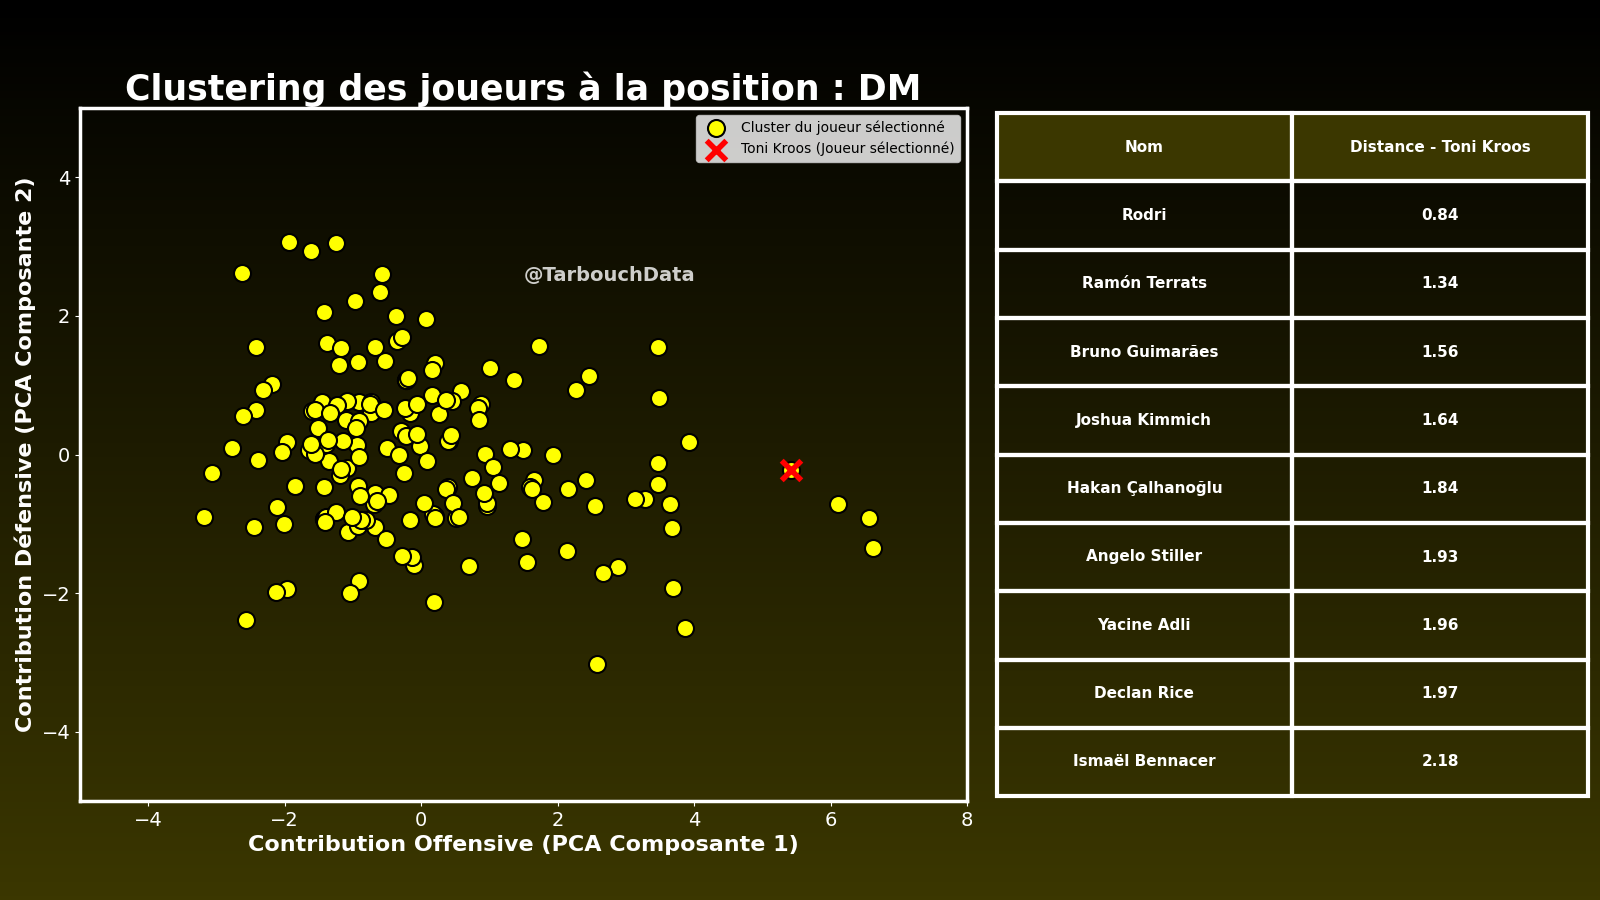 Clustering des joueurs à la position : DM
Cluster du joueur sélectionné
Toni Kroos (Joueur sélectionné)
@TarbouchData
Contribution Défensive (PCA Composante 2)
4
2
0
−2
−4
−4
−2
0
2
4
6
8
Contribution Offensive (PCA Composante 1)
Nom Distance - Toni Kroos
Rodri 0.84
Ramón Terrats 1.34
Bruno Guimarães 1.56
Joshua Kimmich 1.64
Hakan Çalhanoğlu 1.84
Angelo Stiller 1.93
Yacine Adli 1.96
Declan Rice 1.97
Ismaël Bennacer 2.18